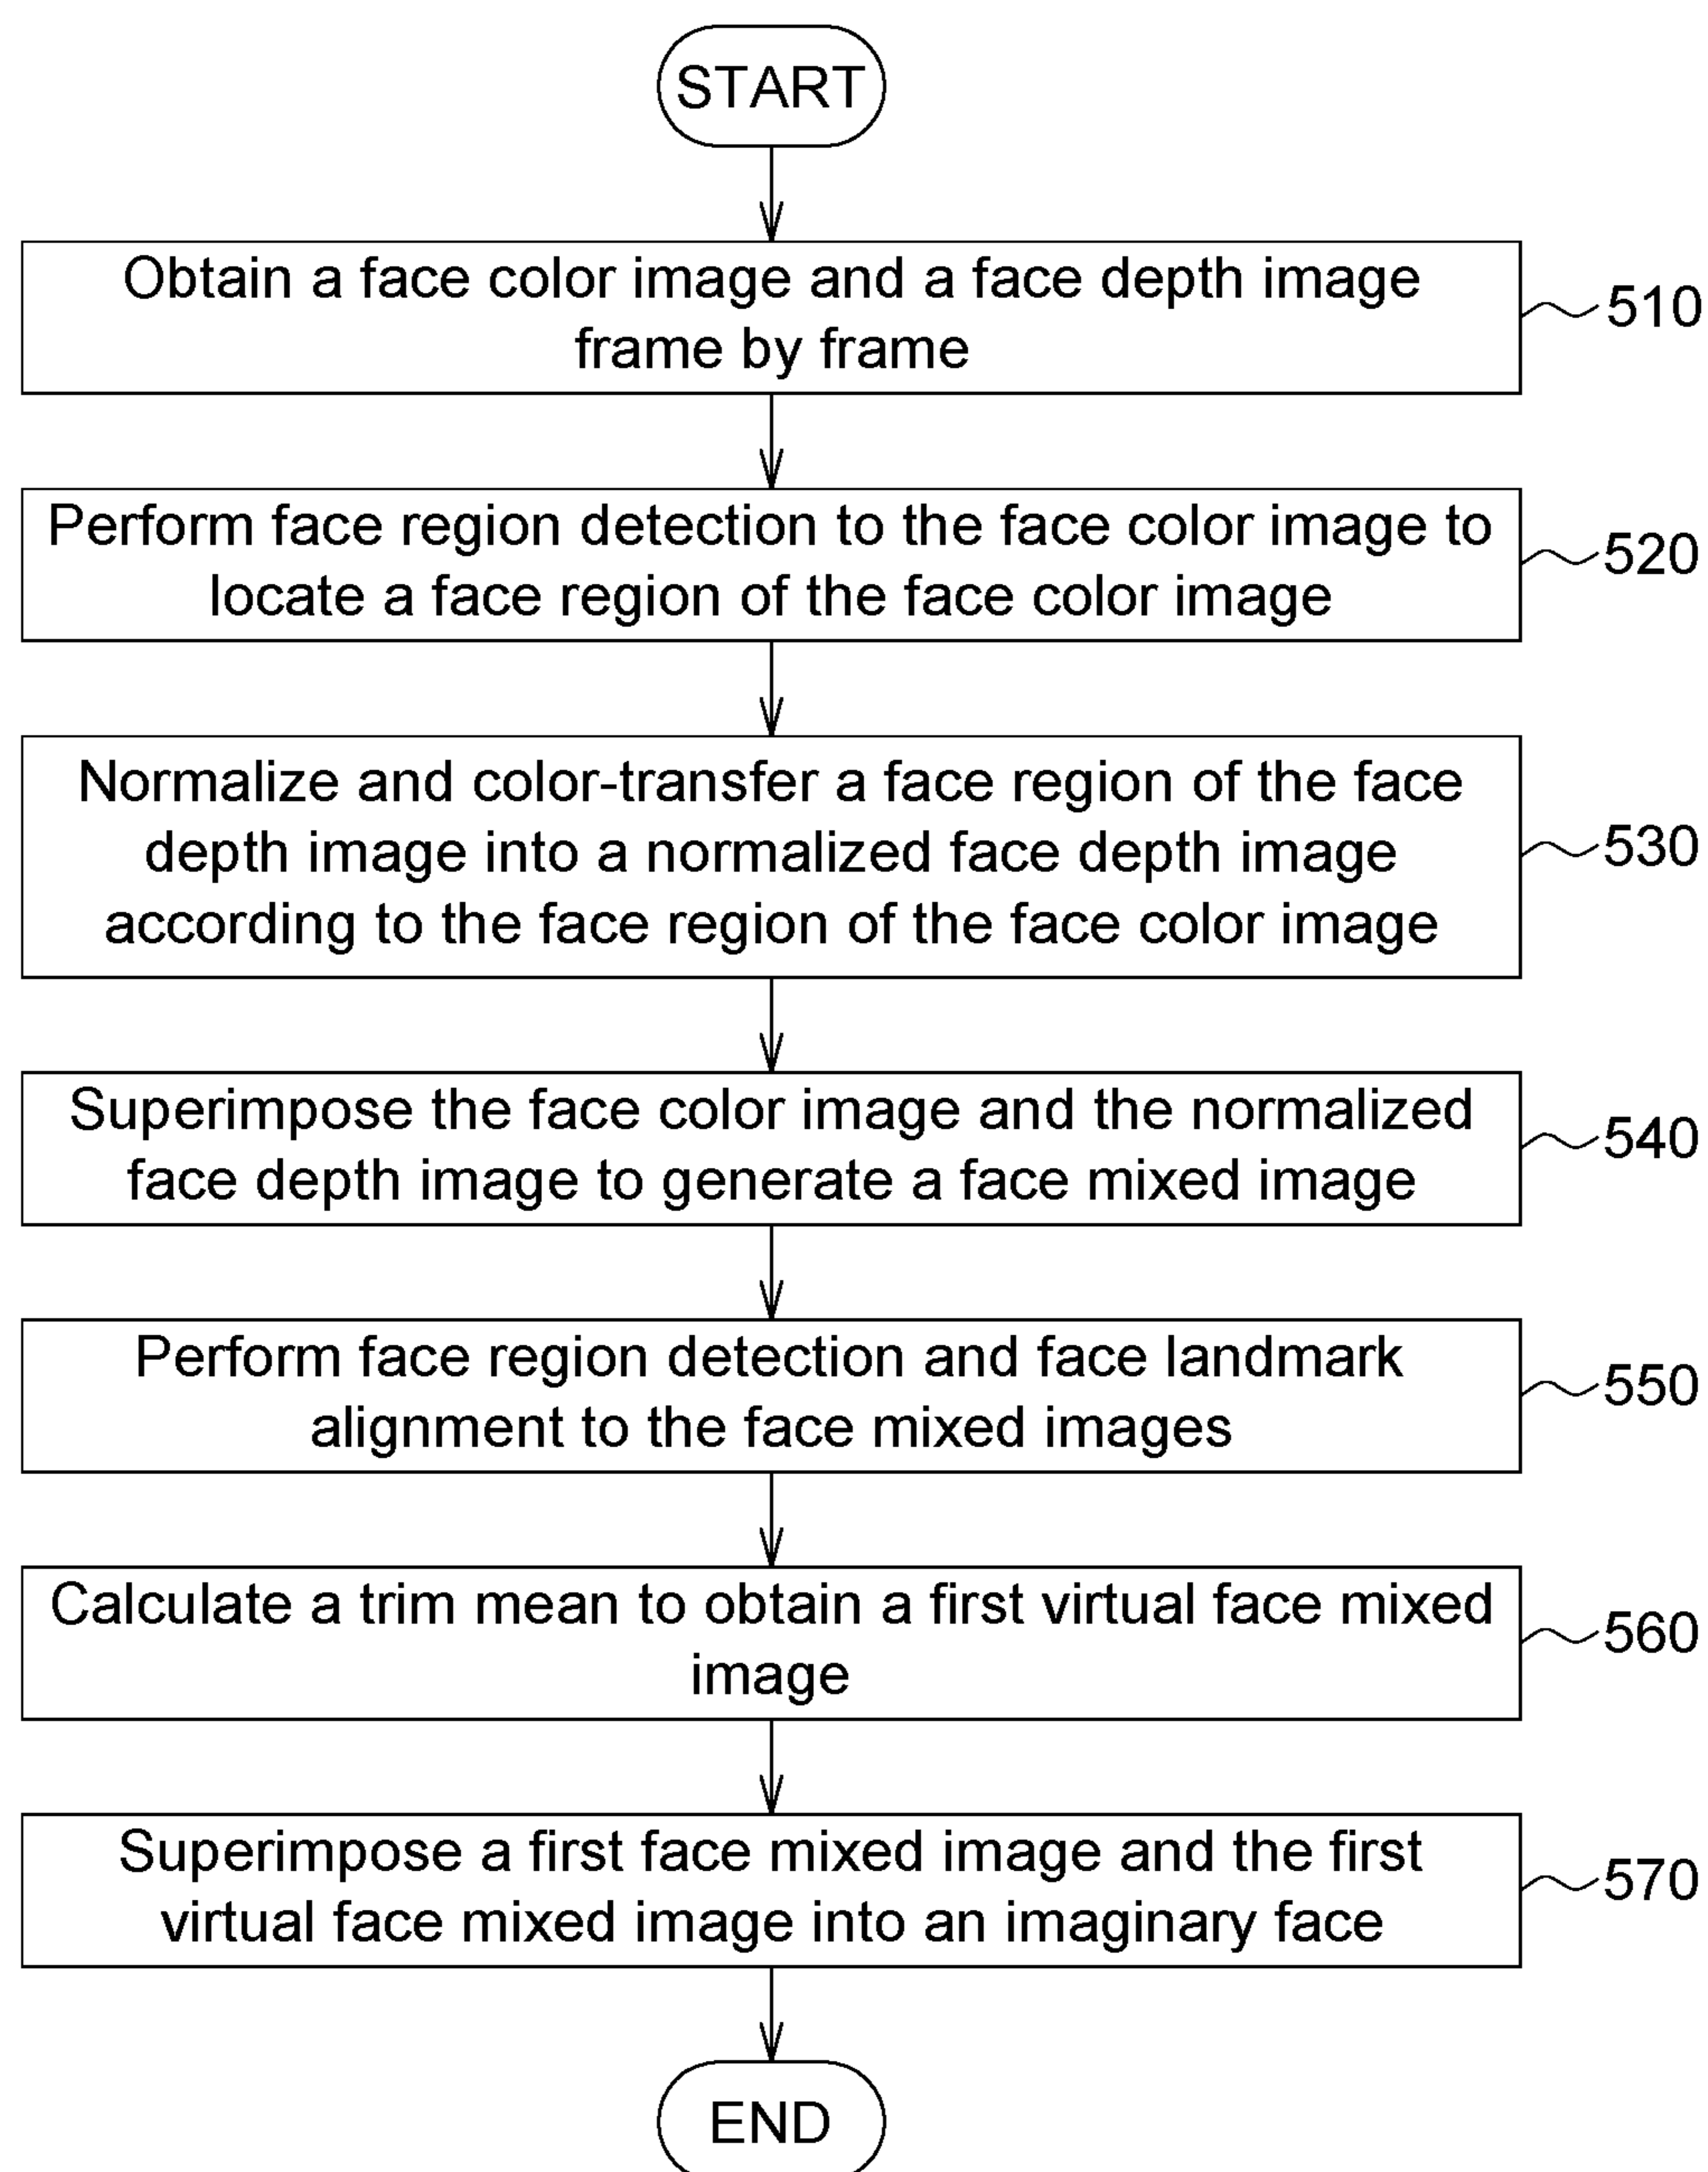 START
Obtain a face color image and a face depth image
frame by frame
510
Perform face region detection to the face color image to
locate a face region of the face color image
520
Normalize and color-transfer a face region of the face
depth image into a normalized face depth image
according to the face region of the face color image
530
Superimpose the face color image and the normalized
face depth image to generate a face mixed image
540
Perform face region detection and face landmark
alignment to the face mixed images
550
Calculate a trim mean to obtain a first virtual face mixed
image
560
Superimpose a first face mixed image and the first
virtual face mixed image into an imaginary face
570
END